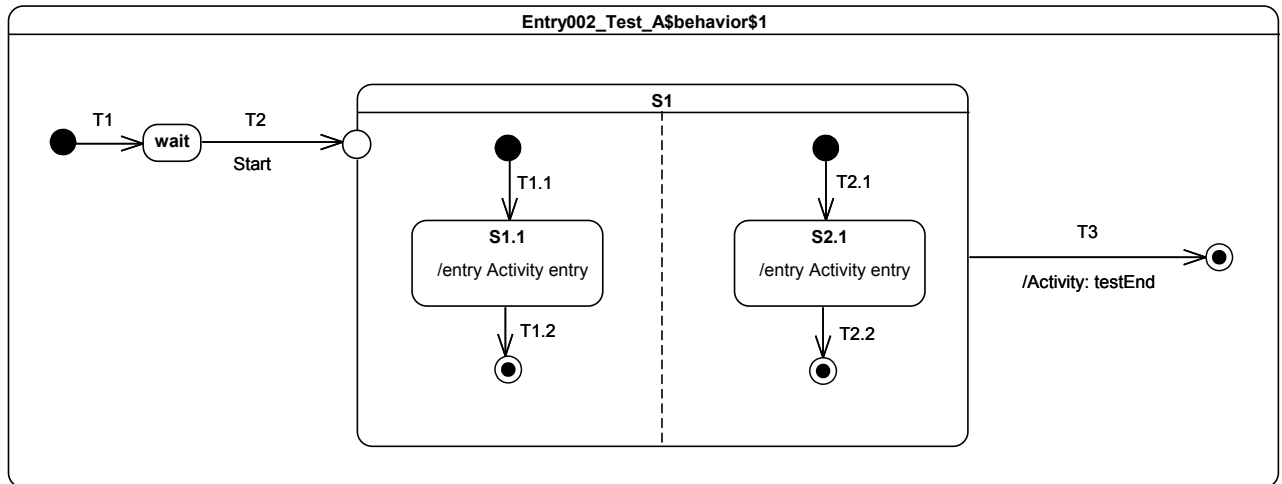 Entry002_Test_A$behavior$1
S1
T1
wait
T2
Start
T1.1
S1.1
/entry Activity entry
T1.2
T2.1
S2.1
/entry Activity entry
T2.2
T3
/Activity: testEnd